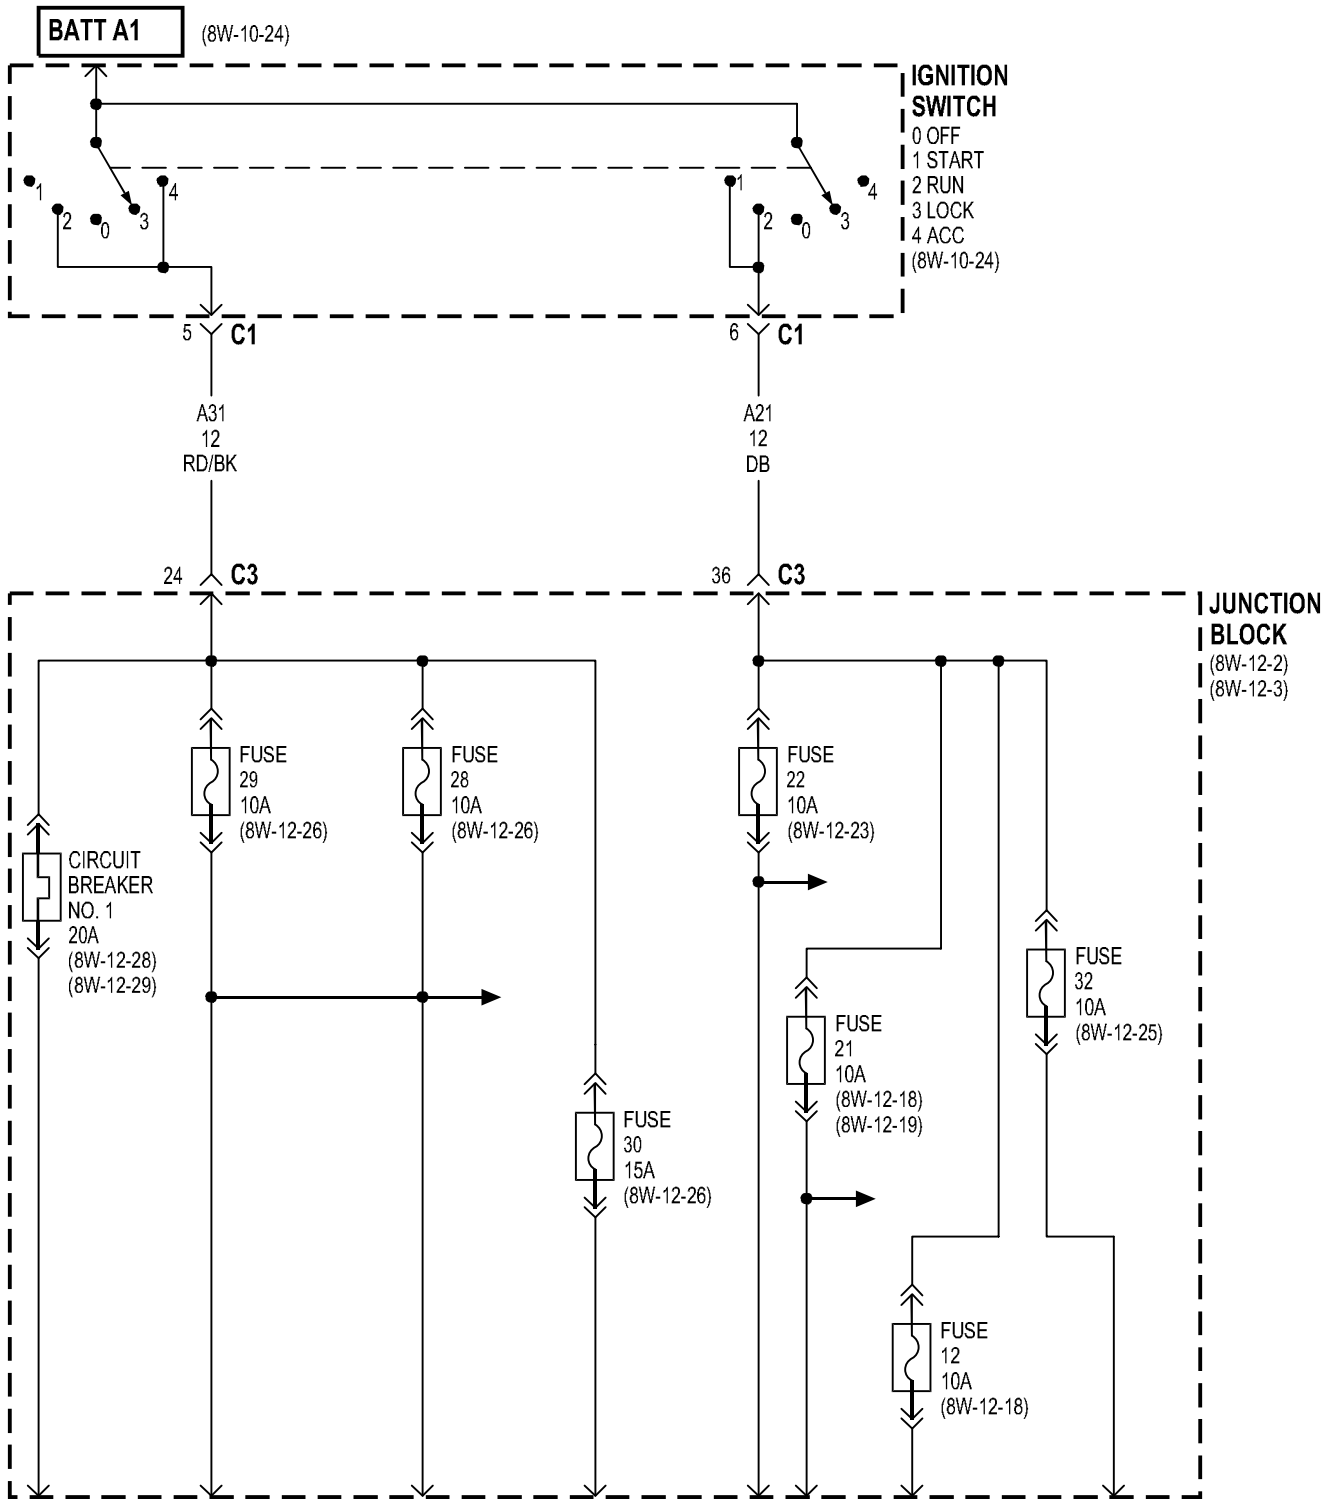 BATT A1
(8W-10-24)
IGNITION
SWITCH
0 OFF
1 START
2 RUN
3 LOCK
4 ACC
(8W-10-24)
1
2
0
3
4
1
2
0
3
4
5 C1
6 C1
A31
12
RD/BK
A21
12
DB
24 C3
36 C3
JUNCTION
BLOCK
(8W-12-2)
(8W-12-3)
FUSE
29
10A
(8W-12-26)
FUSE
28
10A
(8W-12-26)
FUSE
22
10A
(8W-12-23)
CIRCUIT
BREAKER
NO. 1
20A
(8W-12-28)
(8W-12-29)
FUSE
32
10A
(8W-12-25)
FUSE
21
10A
(8W-12-18)
(8W-12-19)
FUSE
30
15A
(8W-12-26)
FUSE
12
10A
(8W-12-18)